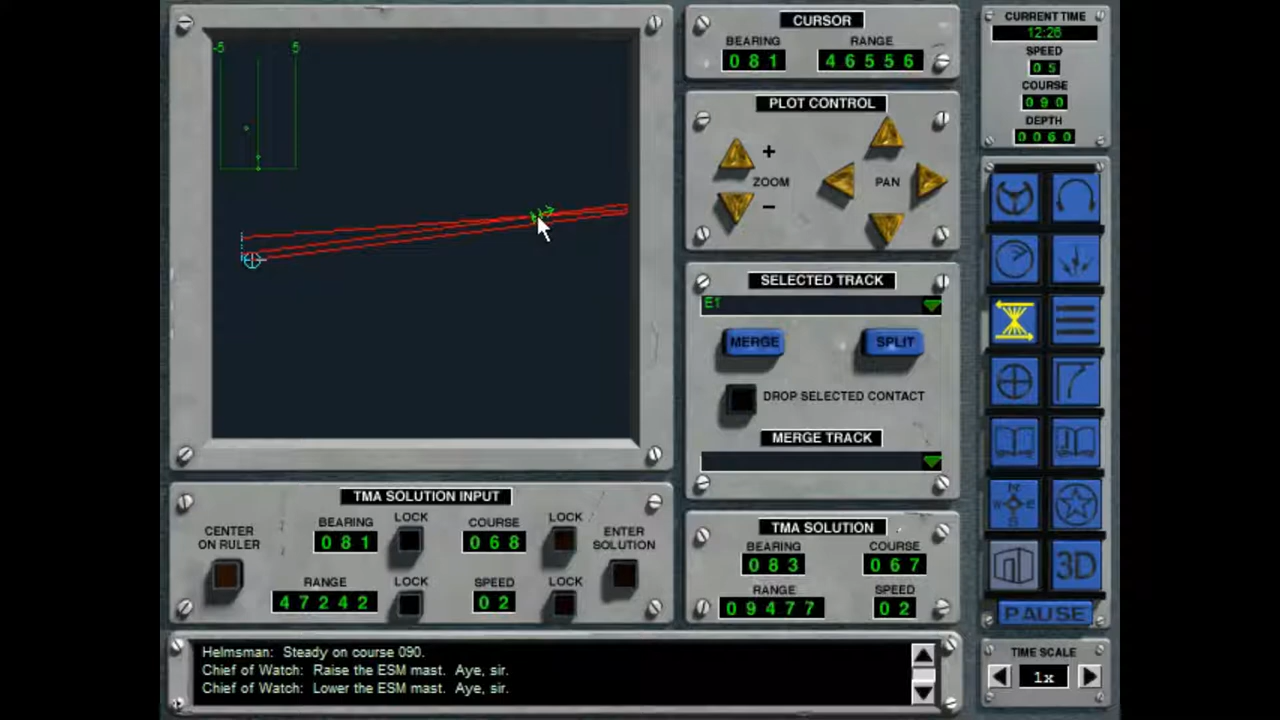 -5 5
CURSOR
BEARING RANGE
081 46556
PLOT CONTROL
+
ZOOM PAN
-
SELECTED TRACK
E1
MERGE SPLIT
DROP SELECTED CONTACT
MERGE TRACK
TMA SOLUTION INPUT
CENTER ON RULER
BEARING LOCK COURSE LOCK
081 068
ENTER SOLUTION
RANGE LOCK SPEED LOCK
47242 02
TMA SOLUTION
BEARING COURSE
083 067
RANGE SPEED
09477 02
Helmsman: Steady on course 090.
Chief of Watch: Raise the ESM mast. Aye, sir.
Chief of Watch: Lower the ESM mast. Aye, sir.
CURRENT TIME
12:26
SPEED
05
COURSE
090
DEPTH
0060
N
W E
S
3D
PAUSE
TIME SCALE
1x